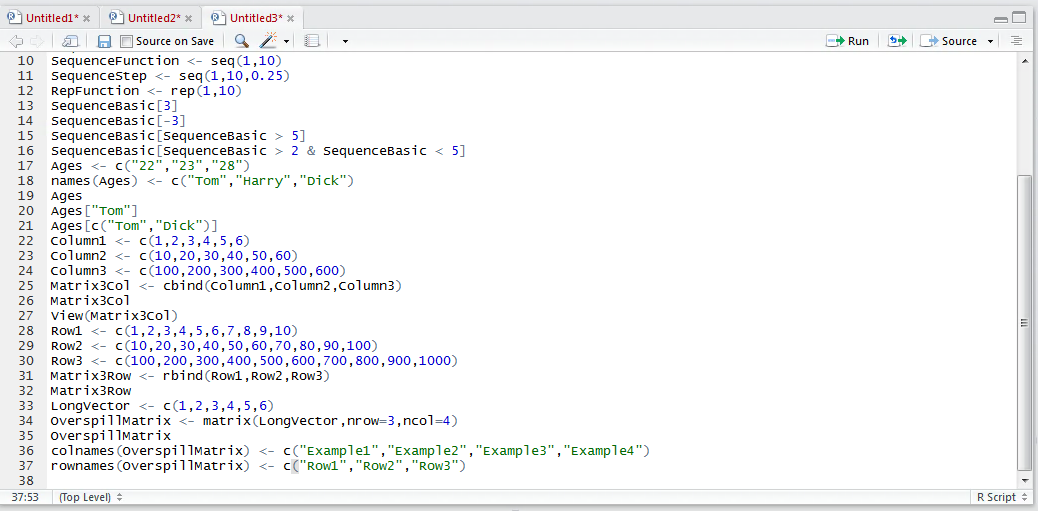 Untitled1* Untitled2* Untitled3*
Source on Save Run Source
10 SequenceFunction <- seq(1,10)
11 SequenceStep <- seq(1,10,0.25)
12 RepFunction <- rep(1,10)
13 SequenceBasic[3]
14 SequenceBasic[-3]
15 SequenceBasic[SequenceBasic > 5]
16 SequenceBasic[SequenceBasic > 2 & SequenceBasic < 5]
17 Ages <- c("22","23","28")
18 names(Ages) <- c("Tom","Harry","Dick")
19 Ages
20 Ages["Tom"]
21 Ages[c("Tom","Dick")]
22 Column1 <- c(1,2,3,4,5,6)
23 Column2 <- c(10,20,30,40,50,60)
24 Column3 <- c(100,200,300,400,500,600)
25 Matrix3Col <- cbind(Column1,Column2,Column3)
26 Matrix3Col
27 View(Matrix3Col)
28 Row1 <- c(1,2,3,4,5,6,7,8,9,10)
29 Row2 <- c(10,20,30,40,50,60,70,80,90,100)
30 Row3 <- c(100,200,300,400,500,600,700,800,900,1000)
31 Matrix3Row <- rbind(Row1,Row2,Row3)
32 Matrix3Row
33 LongVector <- c(1,2,3,4,5,6)
34 OverspillMatrix <- matrix(LongVector,nrow=3,ncol=4)
35 OverspillMatrix
36 colnames(OverspillMatrix) <- c("Example1","Example2","Example3","Example4")
37 rownames(OverspillMatrix) <- c("Row1","Row2","Row3")
38
37:53 (Top Level) R Script